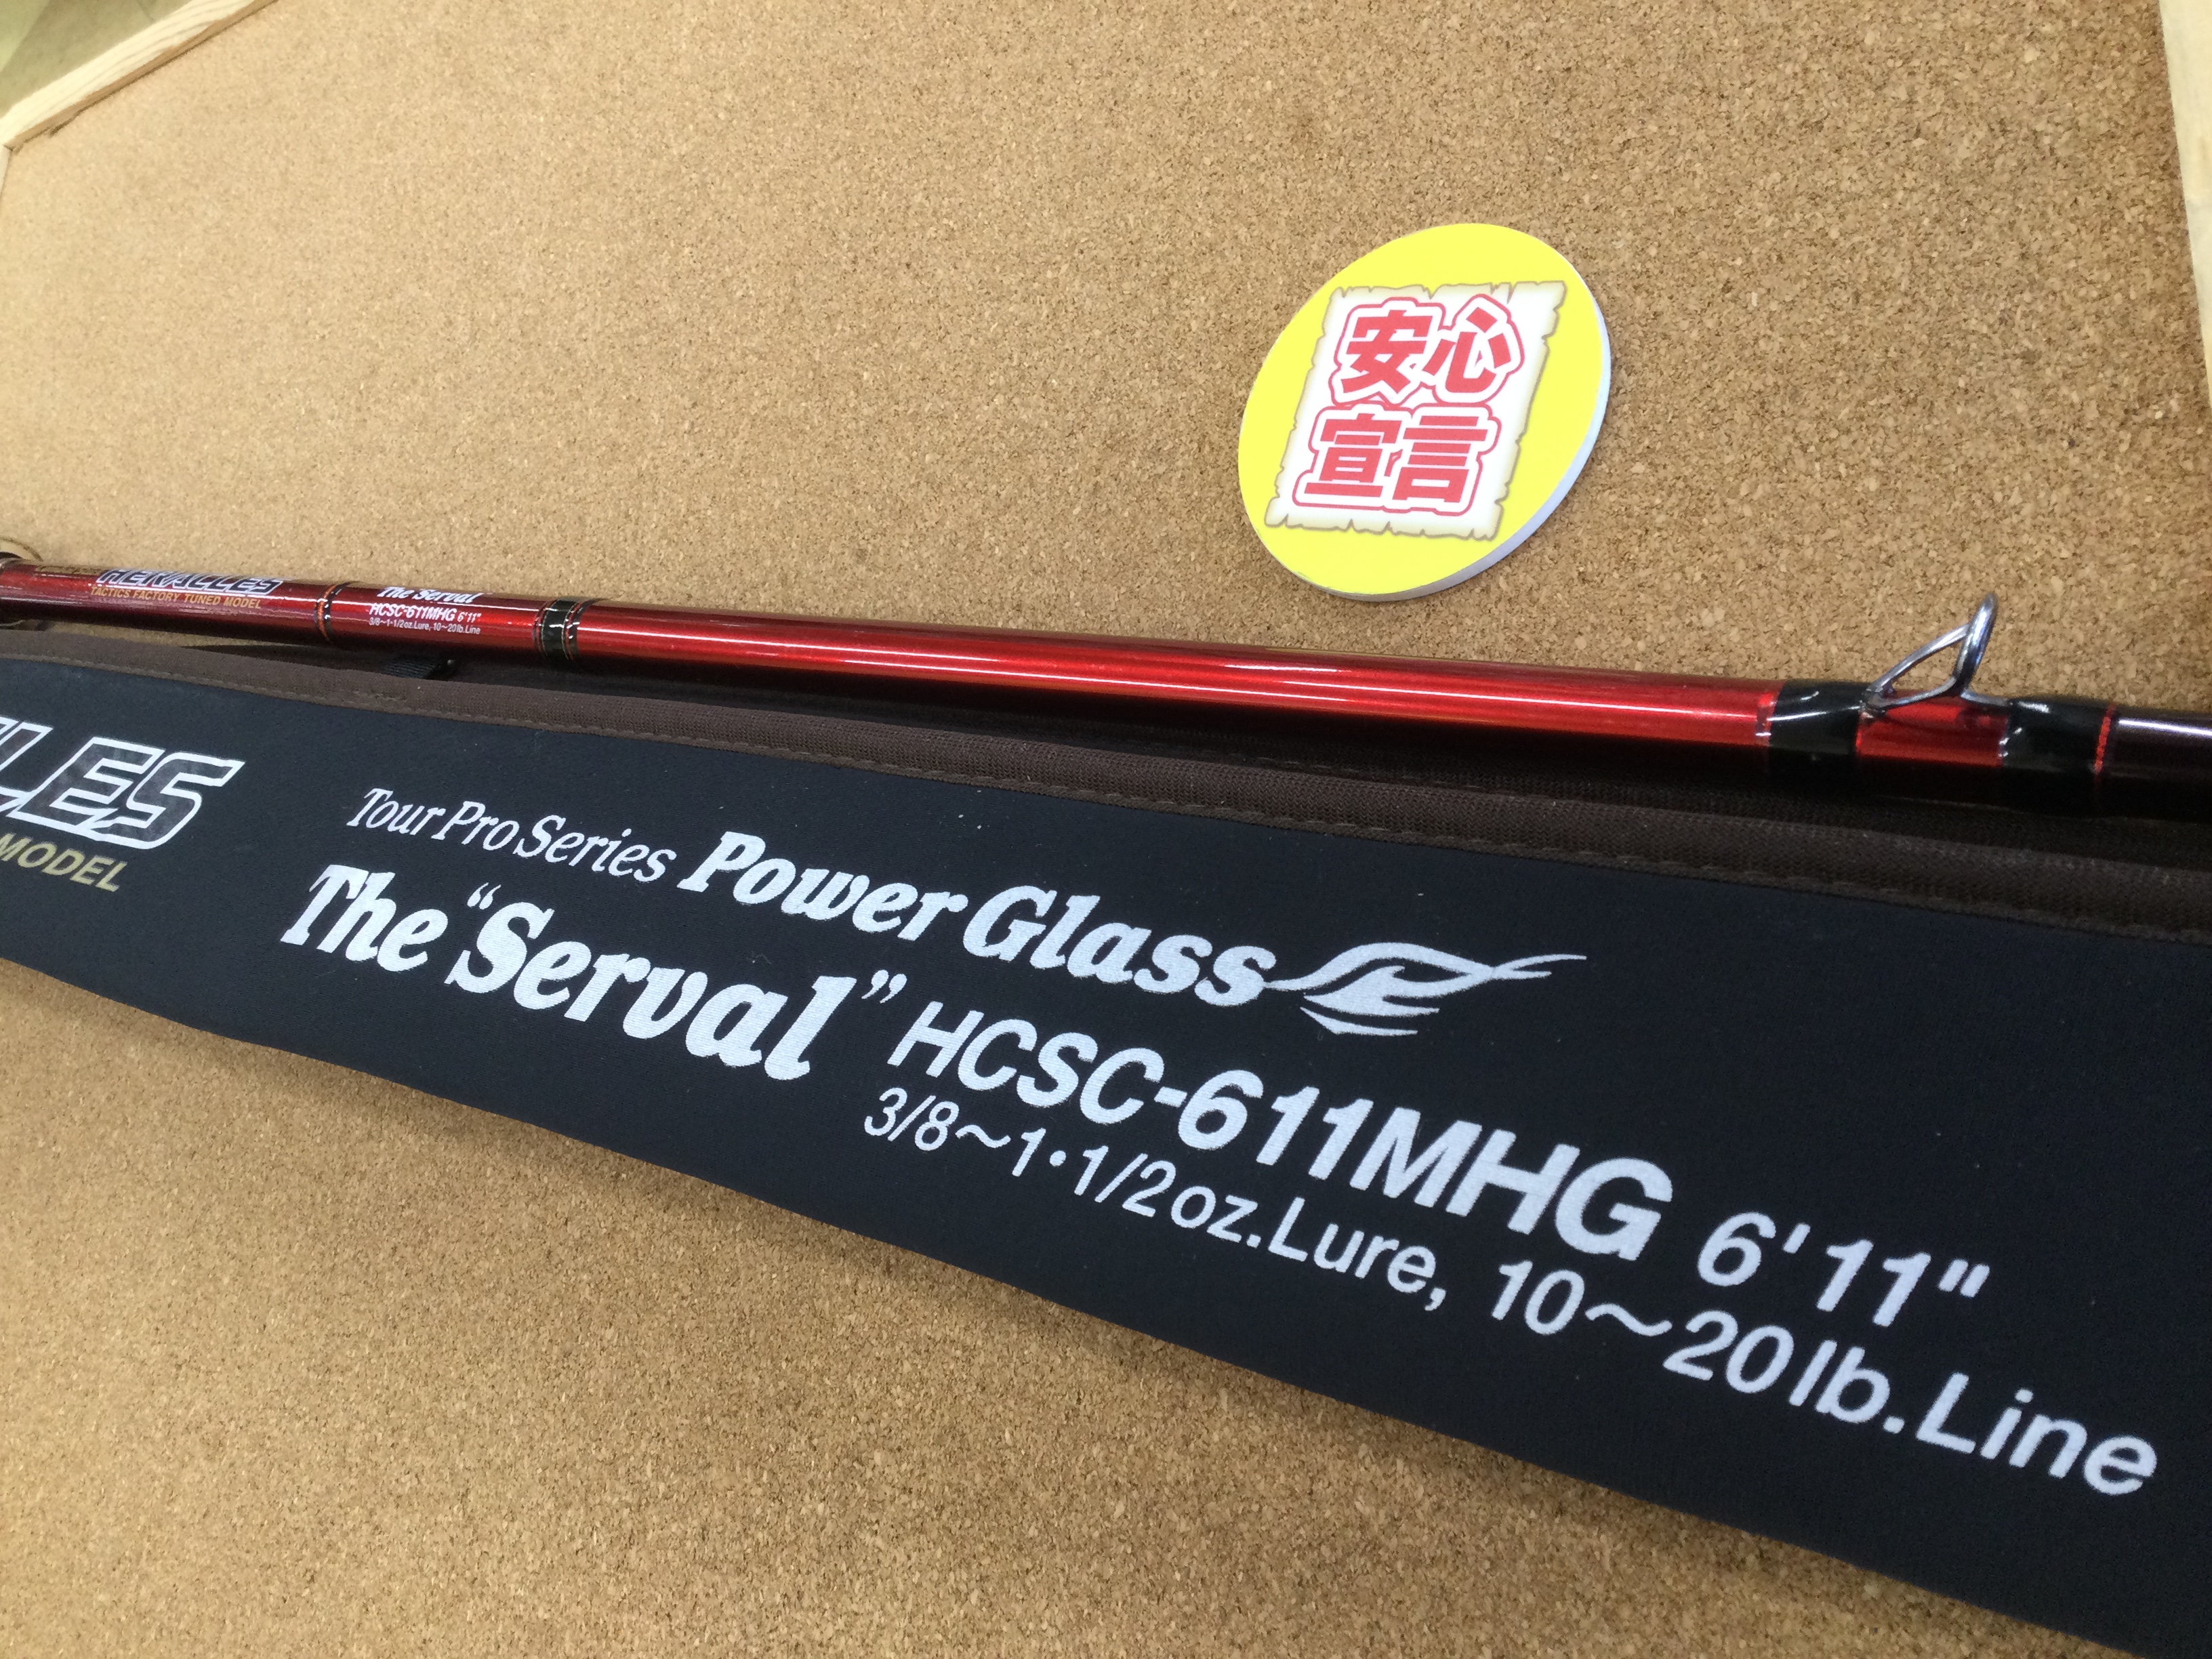 安心
宣言
HERACLES
TACTICS FACTORY TUNED MODEL
The Serval
HCSC-611MHG 6'11"
3/8~1・1/2oz.Lure, 10~20lb.Line
LES
MODEL
Tour Pro Series Power Glass
The “Serval” HCSC-611MHG 6'11"
3/8~1・1/2oz.Lure, 10~20lb.Line